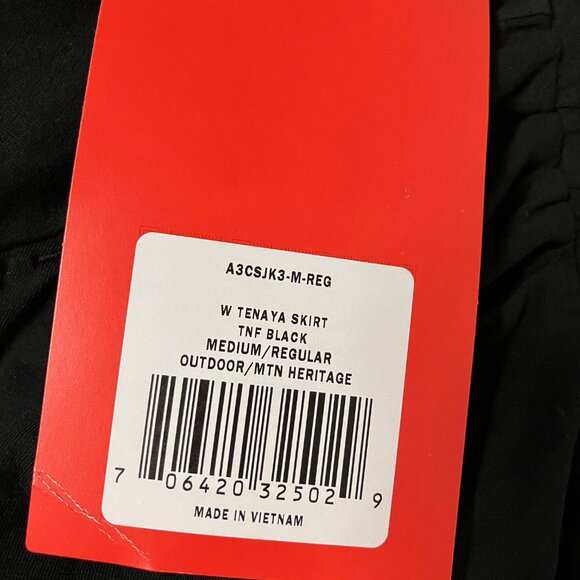 A3CSJK3-M-REG
W TENAYA SKIRT
TNF BLACK
MEDIUM/REGULAR
OUTDOOR/MTN HERITAGE
7 06420 32502 9
MADE IN VIETNAM